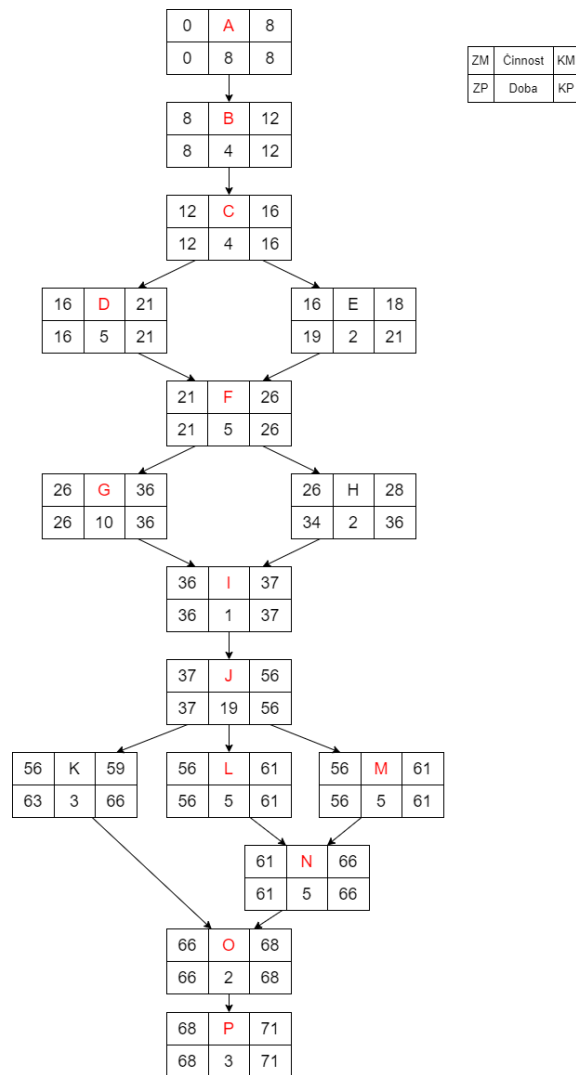 0 A 8
0 8 8
ZM Činnost KM
ZP Doba KP
8 B 12
8 4 12
12 C 16
12 4 16
16 D 21
16 5 21
16 E 18
19 2 21
21 F 26
21 5 26
26 G 36
26 10 36
26 H 28
34 2 36
36 I 37
36 1 37
37 J 56
37 19 56
56 K 59
63 3 66
56 L 61
56 5 61
56 M 61
56 5 61
61 N 66
61 5 66
66 O 68
66 2 68
68 P 71
68 3 71